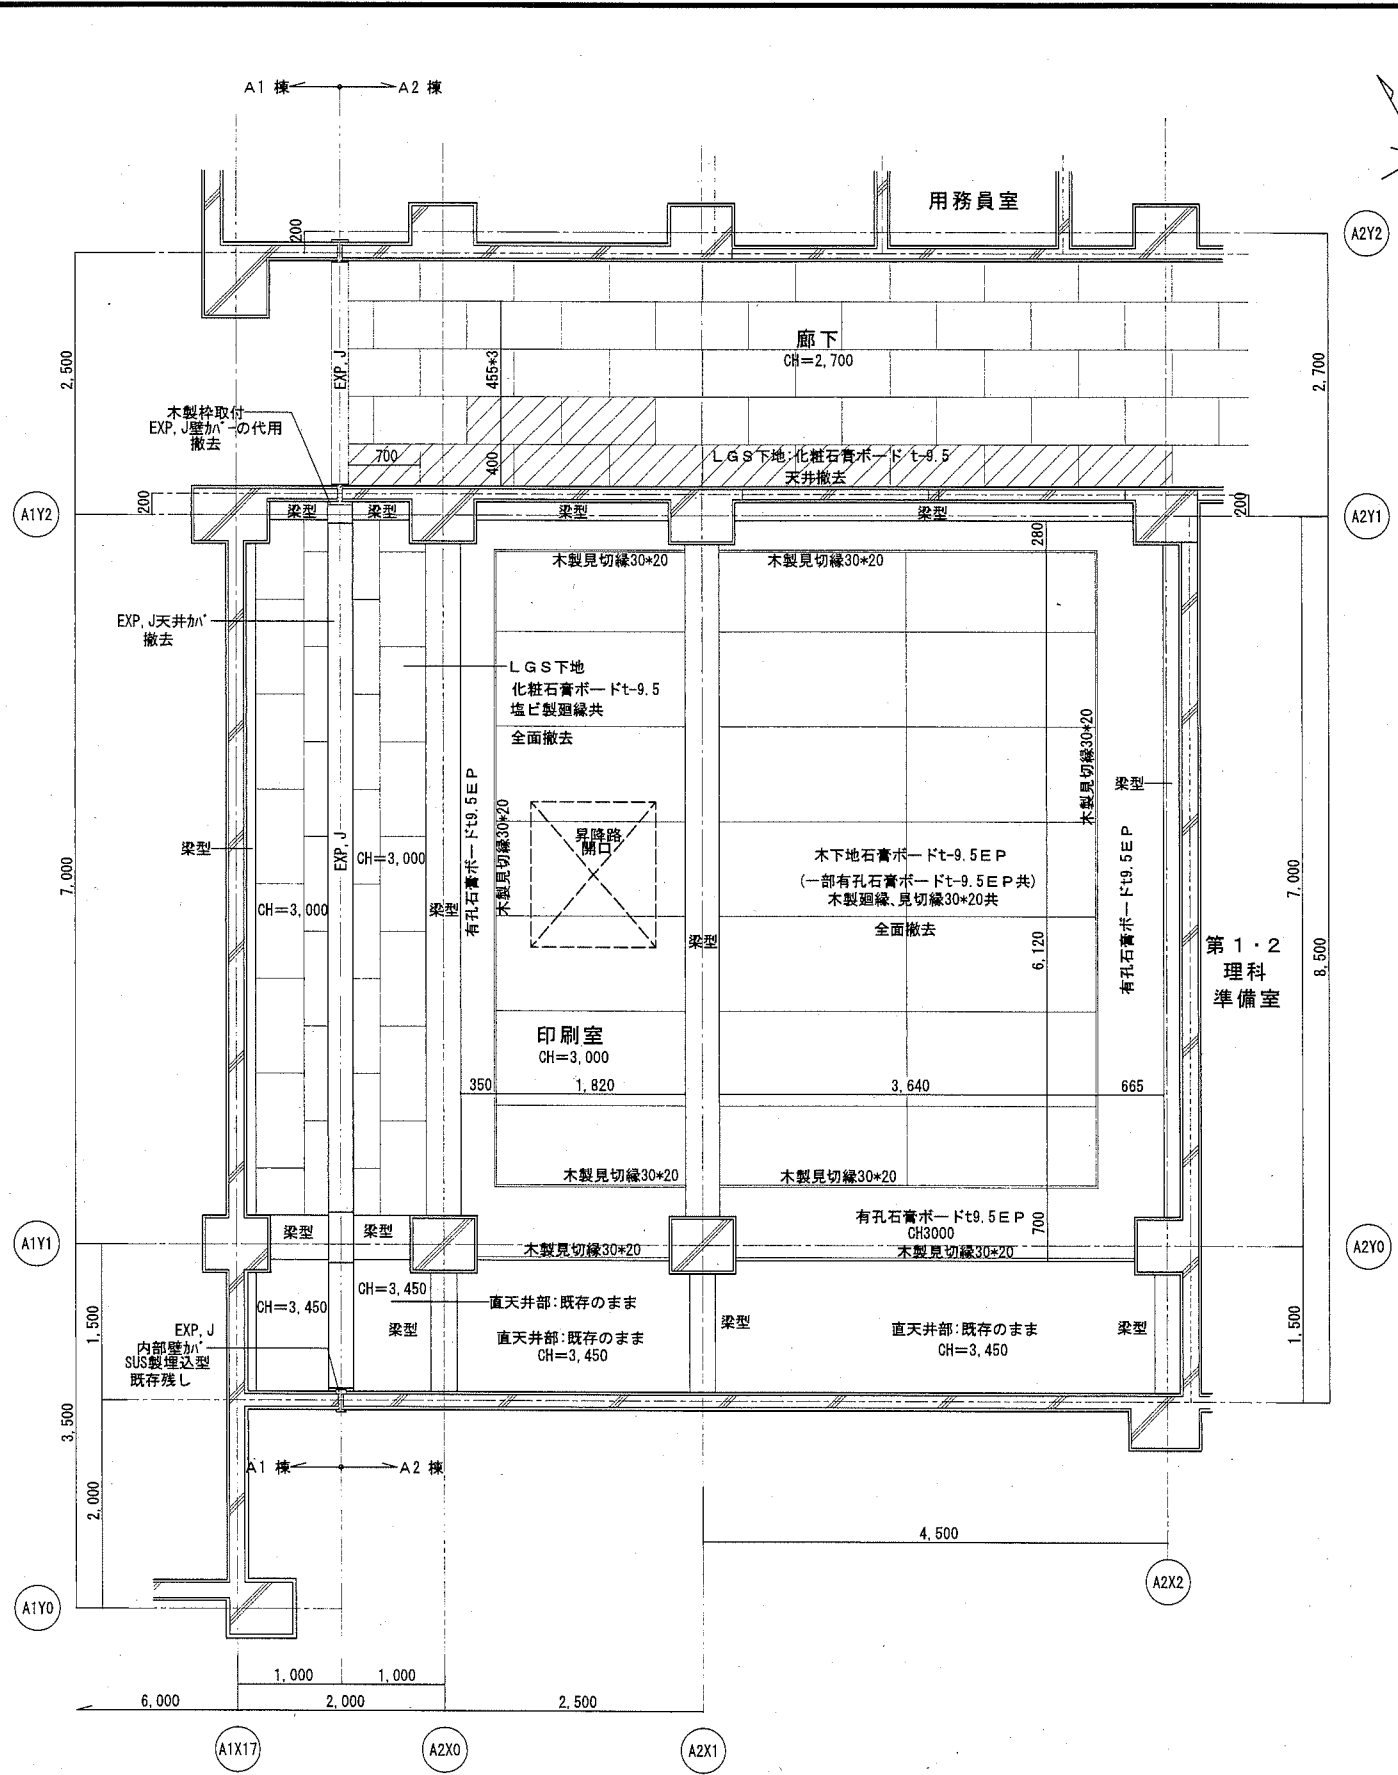 A1 棟
A2 棟
用務員室
A2Y2
200
廊下
CH=2,700
2,500
EXP,J
455*3
2,700
木製枠取付
EXP,J壁ｶﾊﾞｰの代用
撤去
700
400
LGS下地:化粧石膏ボード t-9.5
天井撤去
A1Y2
200
200
A2Y1
梁型
梁型
梁型
梁型
280
木製見切縁30*20
木製見切縁30*20
EXP,J天井ｶﾊﾞ
撤去
LGS下地
化粧石膏ボードt-9.5
塩ビ製廻縁共
全面撤去
木製見切縁30*20
梁型
有孔石膏ボードt9.5EP
木製見切縁30*20
昇降路
開口
梁型
EXP,J
CH=3,000
CH=3,000
梁型
木下地石膏ボードt-9.5EP
(一部有孔石膏ボードt-9.5EP共)
木製廻縁､見切縁30*20共
全面撤去
有孔石膏ボードt9.5EP
7,000
7,000
8,500
梁型
6,120
第1・2
理科
準備室
印刷室
CH=3,000
350
1,820
3,640
665
木製見切縁30*20
木製見切縁30*20
A1Y1
梁型
梁型
木製見切縁30*20
有孔石膏ボードt9.5EP
CH3000
木製見切縁30*20
700
A2Y0
CH=3,450
CH=3,450
直天井部:既存のまま
梁型
直天井部:既存のまま
CH=3,450
梁型
直天井部:既存のまま
CH=3,450
梁型
1,500
1,500
EXP,J
内部壁ｶﾊﾞ
SUS製埋込型
既存残し
3,500
2,000
A1 棟
A2 棟
4,500
A2X2
A1Y0
1,000
1,000
6,000
2,000
2,500
A1X17
A2X0
A2X1